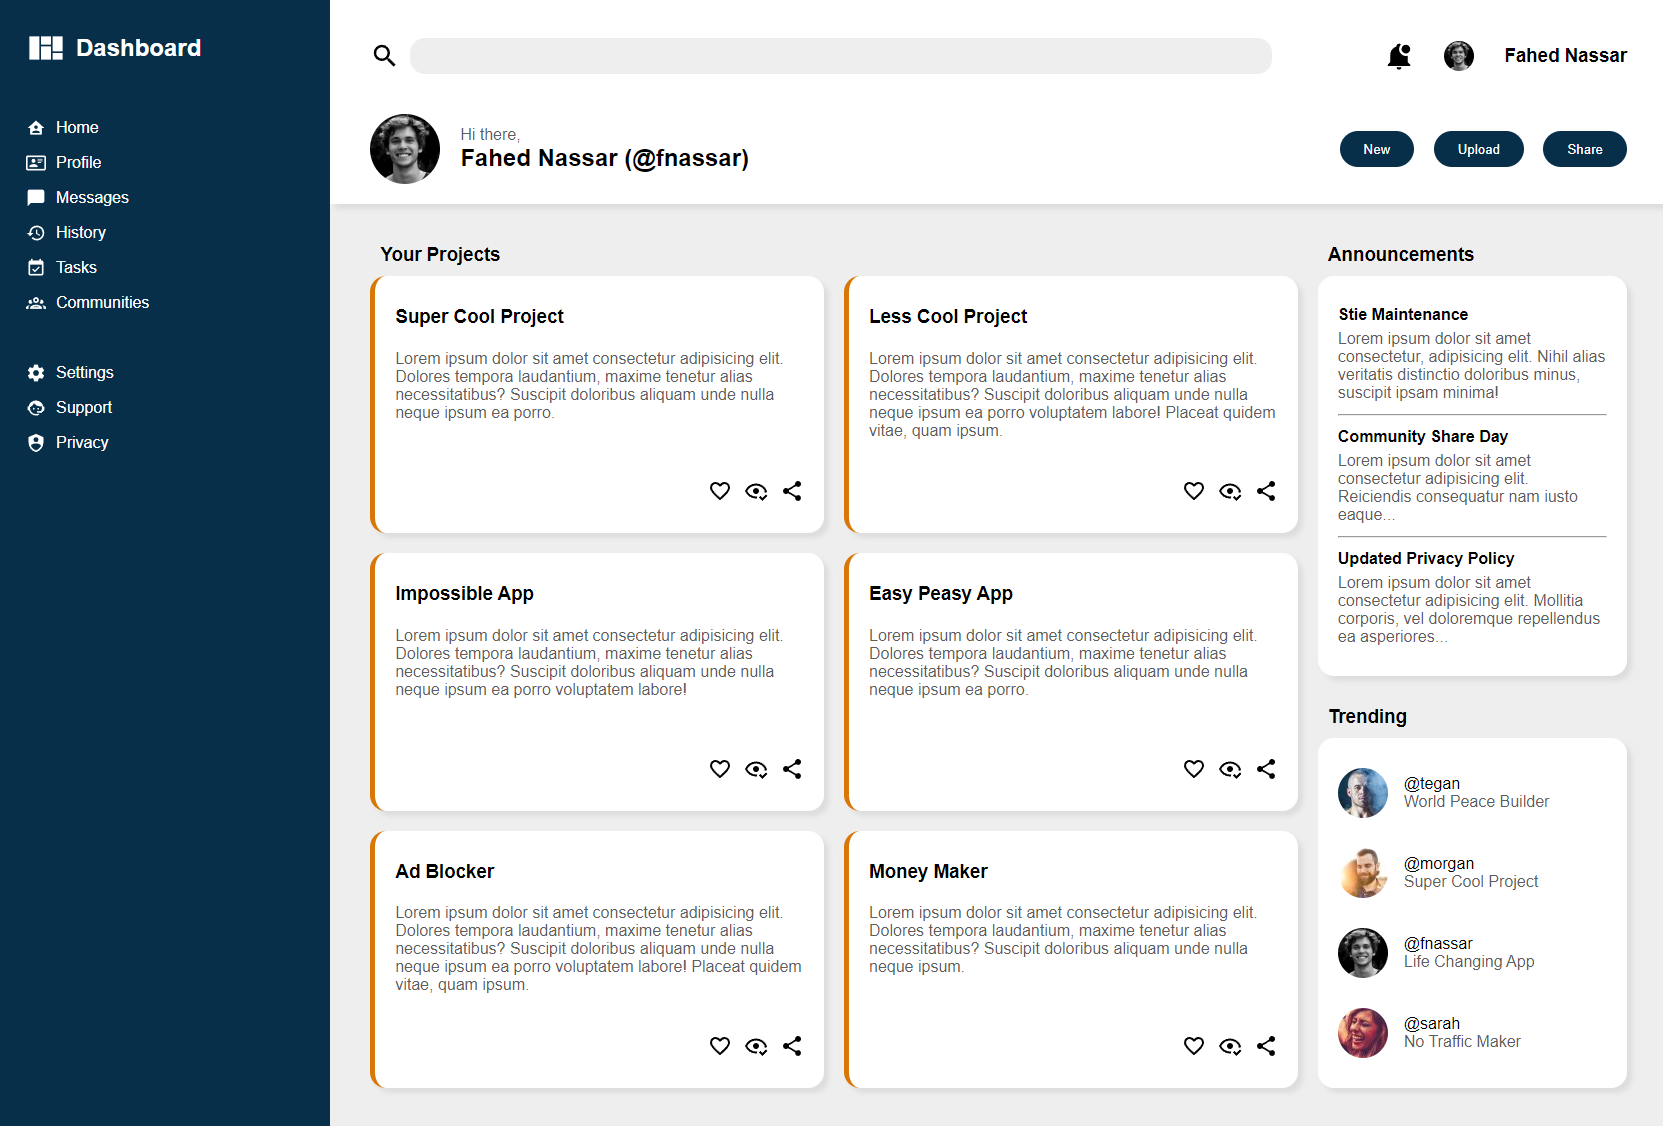 Dashboard
Home
Profile
Messages
History
Tasks
Communities
Settings
Support
Privacy
Fahed Nassar
Hi there,
Fahed Nassar (@fnassar)
New
Upload
Share
Your Projects
Super Cool Project
Lorem ipsum dolor sit amet consectetur adipisicing elit.
Dolores tempora laudantium, maxime tenetur alias
necessitatibus? Suscipit doloribus aliquam unde nulla
neque ipsum ea porro.
Less Cool Project
Lorem ipsum dolor sit amet consectetur adipisicing elit.
Dolores tempora laudantium, maxime tenetur alias
necessitatibus? Suscipit doloribus aliquam unde nulla
neque ipsum ea porro voluptatem labore! Placeat quidem
vitae, quam ipsum.
Impossible App
Lorem ipsum dolor sit amet consectetur adipisicing elit.
Dolores tempora laudantium, maxime tenetur alias
necessitatibus? Suscipit doloribus aliquam unde nulla
neque ipsum ea porro voluptatem labore!
Easy Peasy App
Lorem ipsum dolor sit amet consectetur adipisicing elit.
Dolores tempora laudantium, maxime tenetur alias
necessitatibus? Suscipit doloribus aliquam unde nulla
neque ipsum ea porro.
Ad Blocker
Lorem ipsum dolor sit amet consectetur adipisicing elit.
Dolores tempora laudantium, maxime tenetur alias
necessitatibus? Suscipit doloribus aliquam unde nulla
neque ipsum ea porro voluptatem labore! Placeat quidem
vitae, quam ipsum.
Money Maker
Lorem ipsum dolor sit amet consectetur adipisicing elit.
Dolores tempora laudantium, maxime tenetur alias
necessitatibus? Suscipit doloribus aliquam unde nulla
neque ipsum.
Announcements
Stie Maintenance
Lorem ipsum dolor sit amet
consectetur, adipisicing elit. Nihil alias
veritatis distinctio doloribus minus,
suscipit ipsam minima!
Community Share Day
Lorem ipsum dolor sit amet
consectetur adipisicing elit.
Reiciendis consequatur nam iusto
eaque...
Updated Privacy Policy
Lorem ipsum dolor sit amet
consectetur adipisicing elit. Mollitia
corporis, vel doloremque repellendus
ea asperiores...
Trending
@tegan
World Peace Builder
@morgan
Super Cool Project
@fnassar
Life Changing App
@sarah
No Traffic Maker